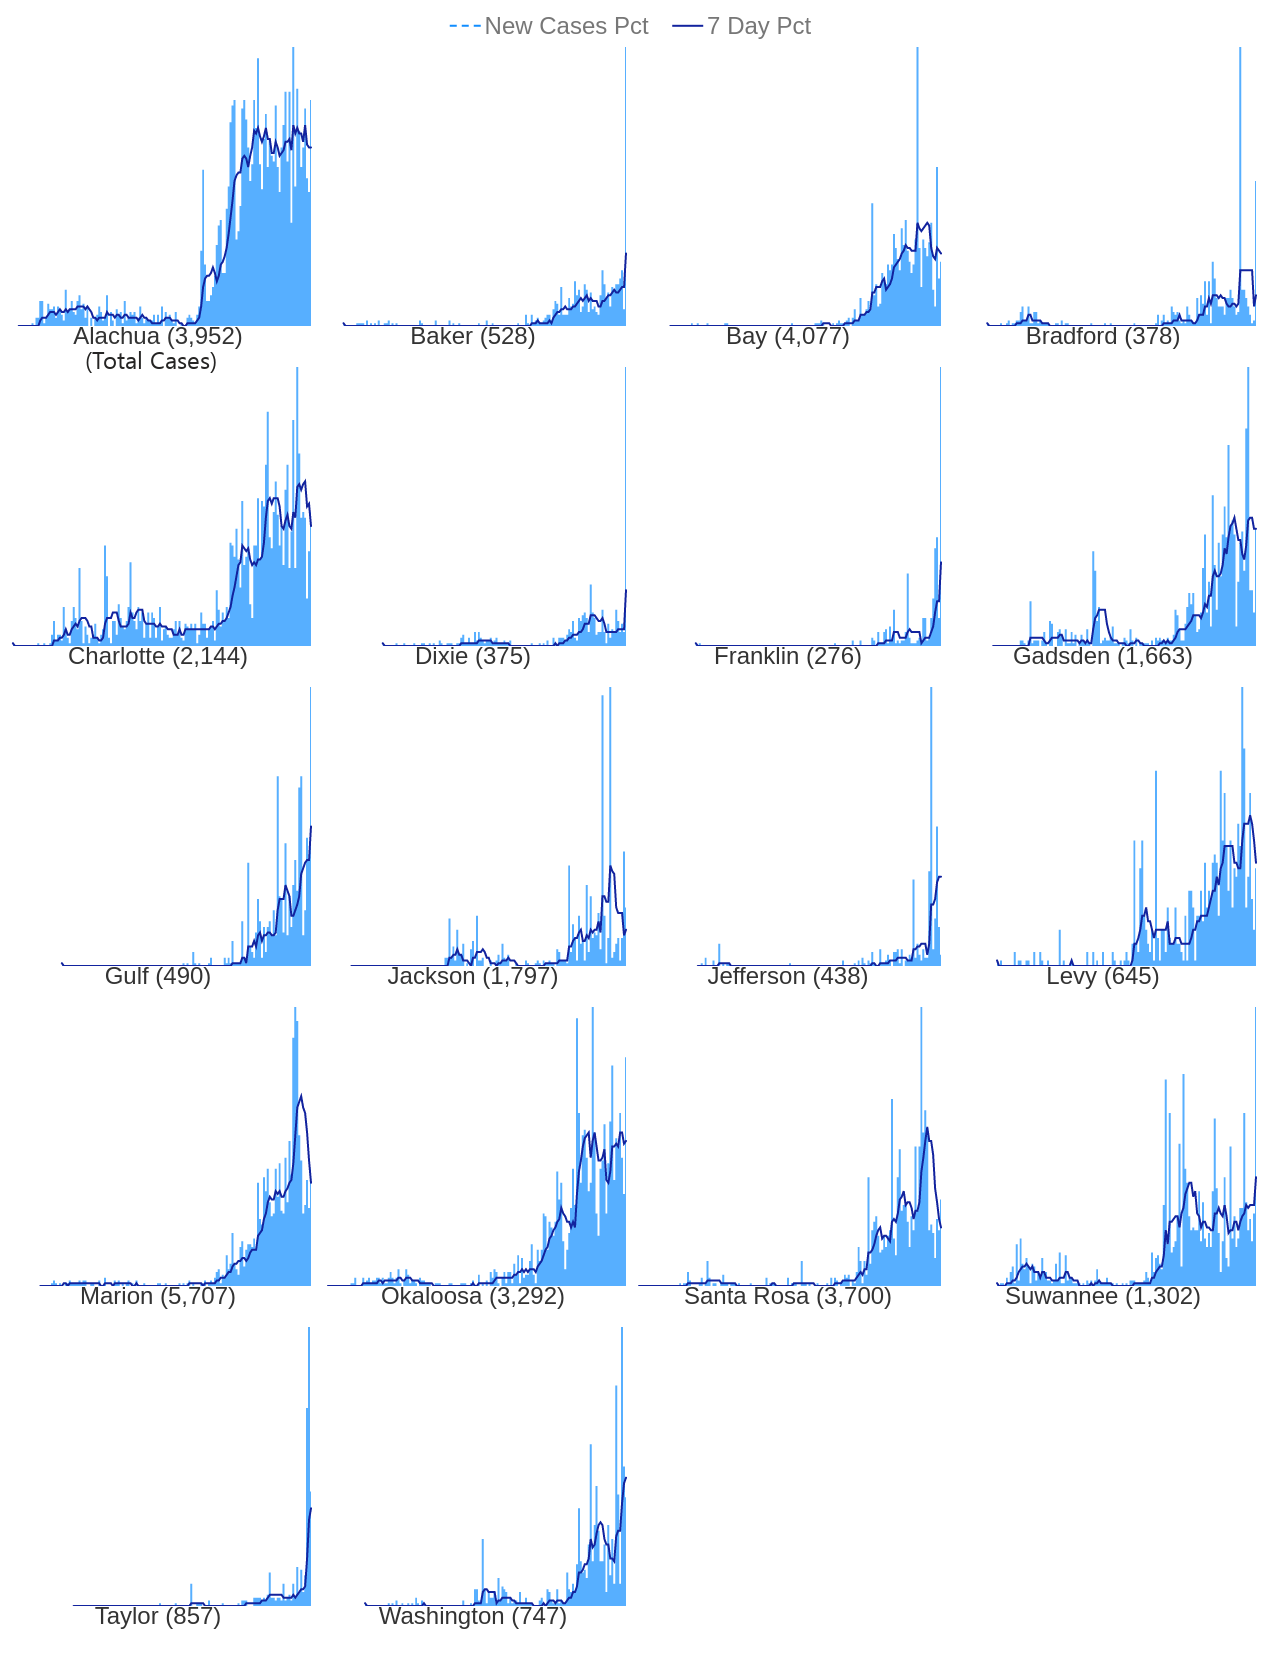 New Cases Pct 7 Day Pct
Alachua (3,952) Baker (528) Bay (4,077) Bradford (378)
(Total Cases)
Charlotte (2,144) Dixie (375) Franklin (276) Gadsden (1,663)
Gulf (490) Jackson (1,797) Jefferson (438) Levy (645)
Marion (5,707) Okaloosa (3,292) Santa Rosa (3,700) Suwannee (1,302)
Taylor (857) Washington (747)